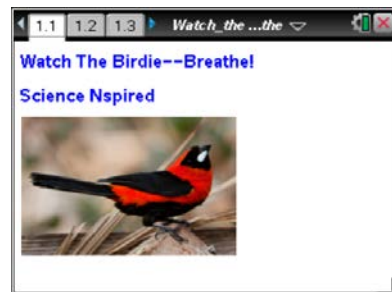 1.1 1.2 1.3 Watch_the ...the
Watch The Birdie--Breathe!
Science Nspired